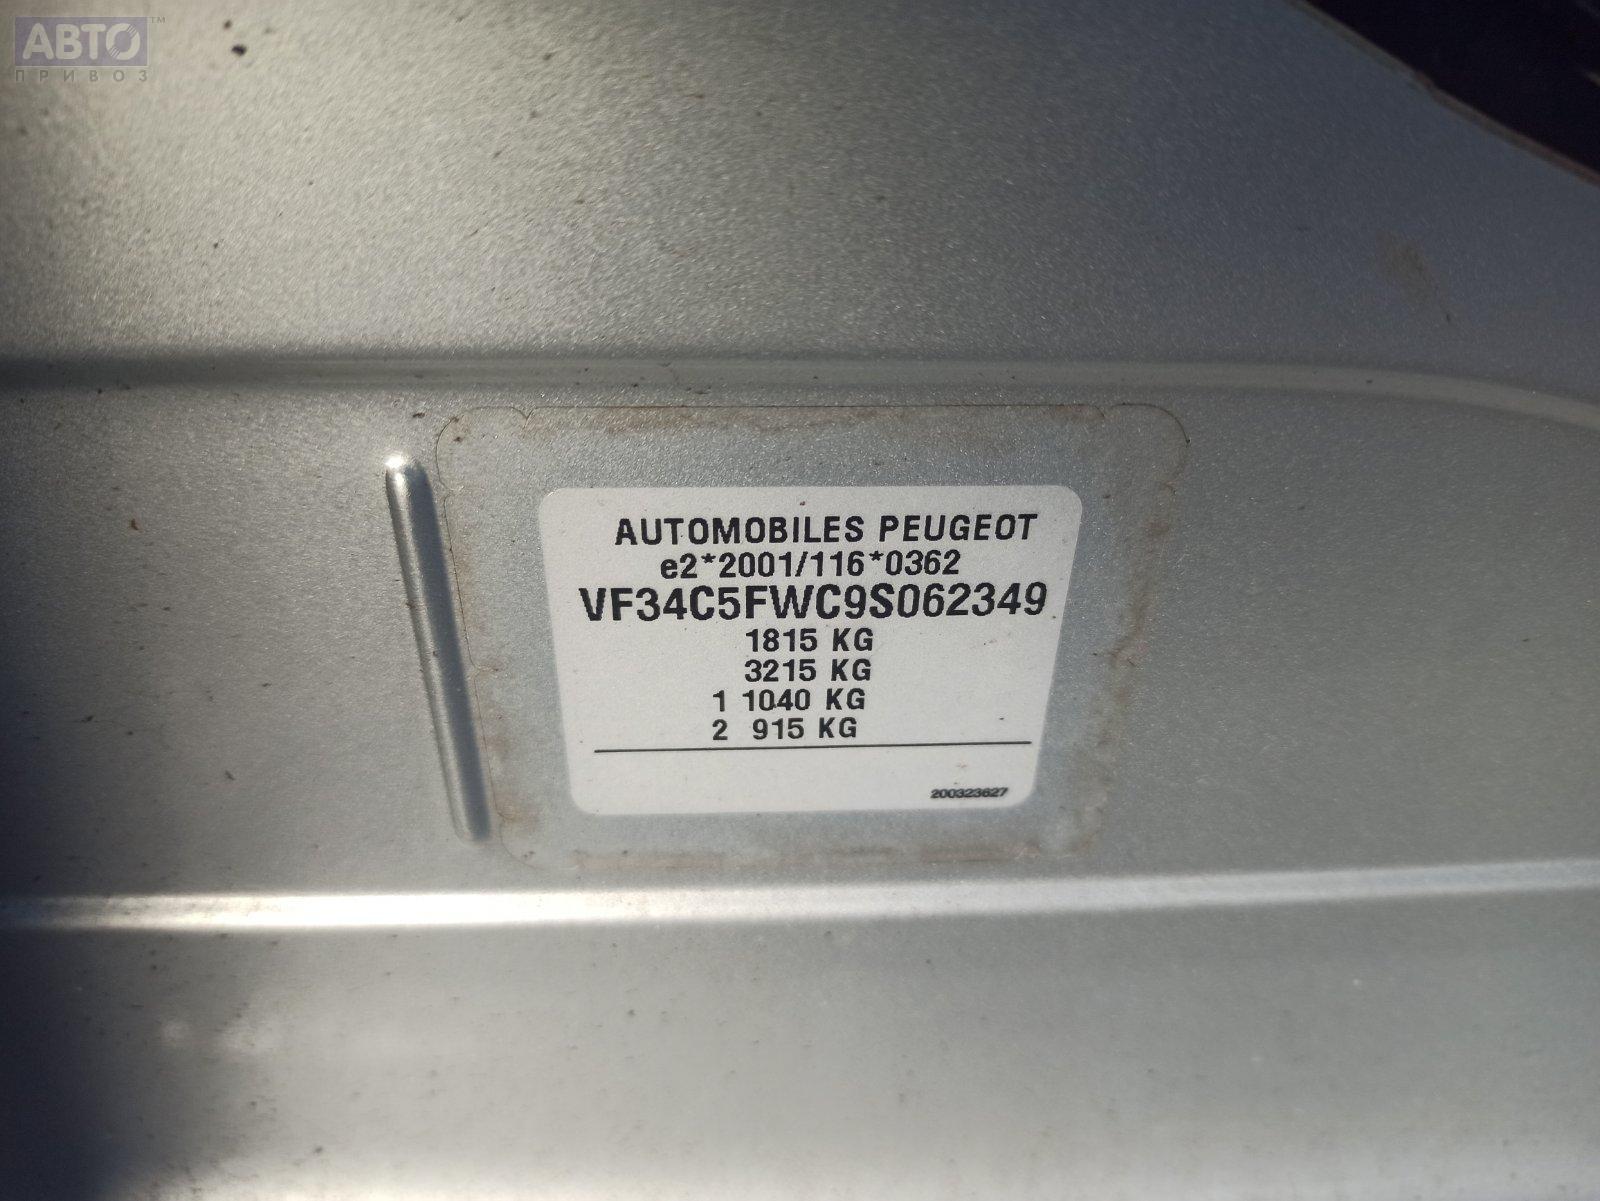 АВТО™
ПРИВОЗ
AUTOMOBILES PEUGEOT
e2*2001/116*0362
VF34C5FWC9S062349
1815 KG
3215 KG
1 1040 KG
2 915 KG
200323627